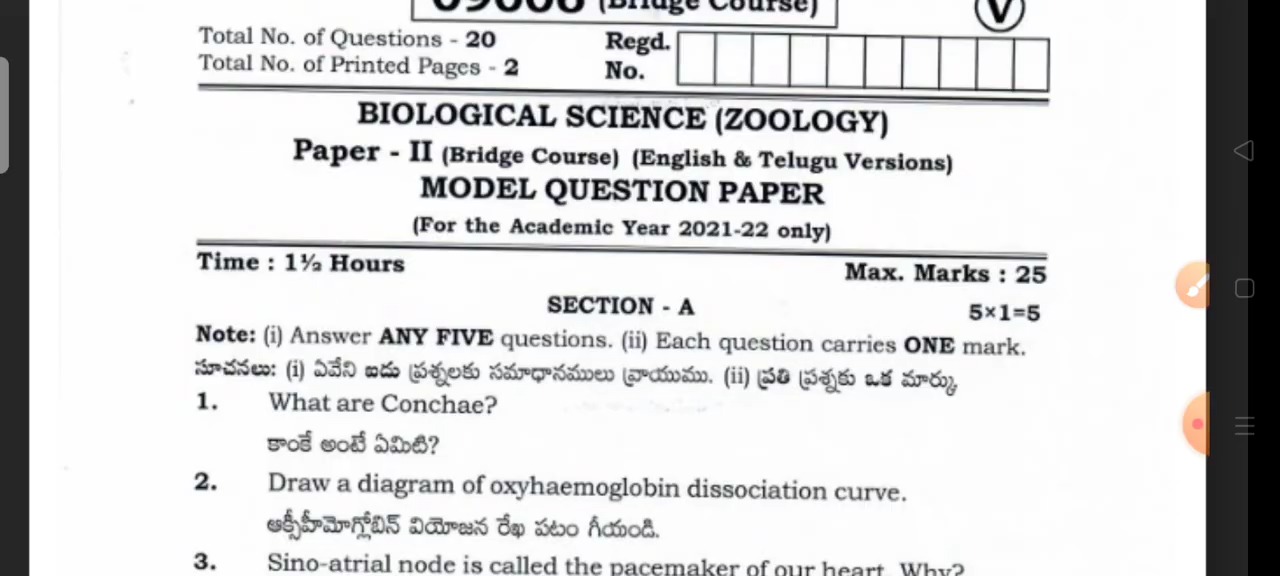 (Bridge Course)
V
Total No. of Questions - 20
Total No. of Printed Pages - 2
Regd.
No.
BIOLOGICAL SCIENCE (ZOOLOGY)
Paper - II (Bridge Course) (English & Telugu Versions)
MODEL QUESTION PAPER
(For the Academic Year 2021-22 only)
Time : 1½ Hours
Max. Marks : 25
SECTION - A
5×1=5
Note: (i) Answer ANY FIVE questions. (ii) Each question carries ONE mark.
సూచనలు: (i) ఏవేని ఐదు ప్రశ్నలకు సమాధానములు వ్రాయుము. (ii) ప్రతి ప్రశ్నకు ఒక మార్కు
1. What are Conchae?
కాంకే అంటే ఏమిటి?
2. Draw a diagram of oxyhaemoglobin dissociation curve.
ఆక్సీహీమోగ్లోబిన్ వియోజన రేఖ పటం గీయండి.
3. Sino-atrial node is called the pacemaker of our heart. Why?